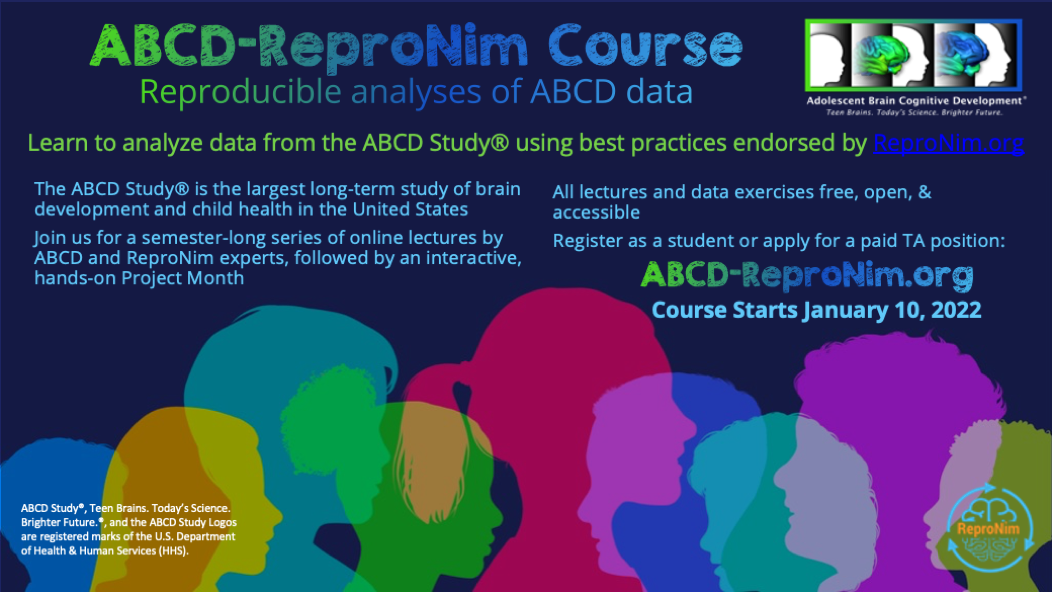 ABCD-ReproNim Course
Reproducible analyses of ABCD data
Adolescent Brain Cognitive Development®
Teen Brains. Today's Science. Brighter Future.
Learn to analyze data from the ABCD Study® using best practices endorsed by ReproNim.org
The ABCD Study® is the largest long-term study of brain
development and child health in the United States
Join us for a semester-long series of online lectures by
ABCD and ReproNim experts, followed by an interactive,
hands-on Project Month
All lectures and data exercises free, open, &
accessible
Register as a student or apply for a paid TA position:
ABCD-ReproNim.org
Course Starts January 10, 2022
ABCD Study®, Teen Brains. Today's Science.
Brighter Future.®, and the ABCD Study Logos
are registered marks of the U.S. Department
of Health & Human Services (HHS).
ReproNim